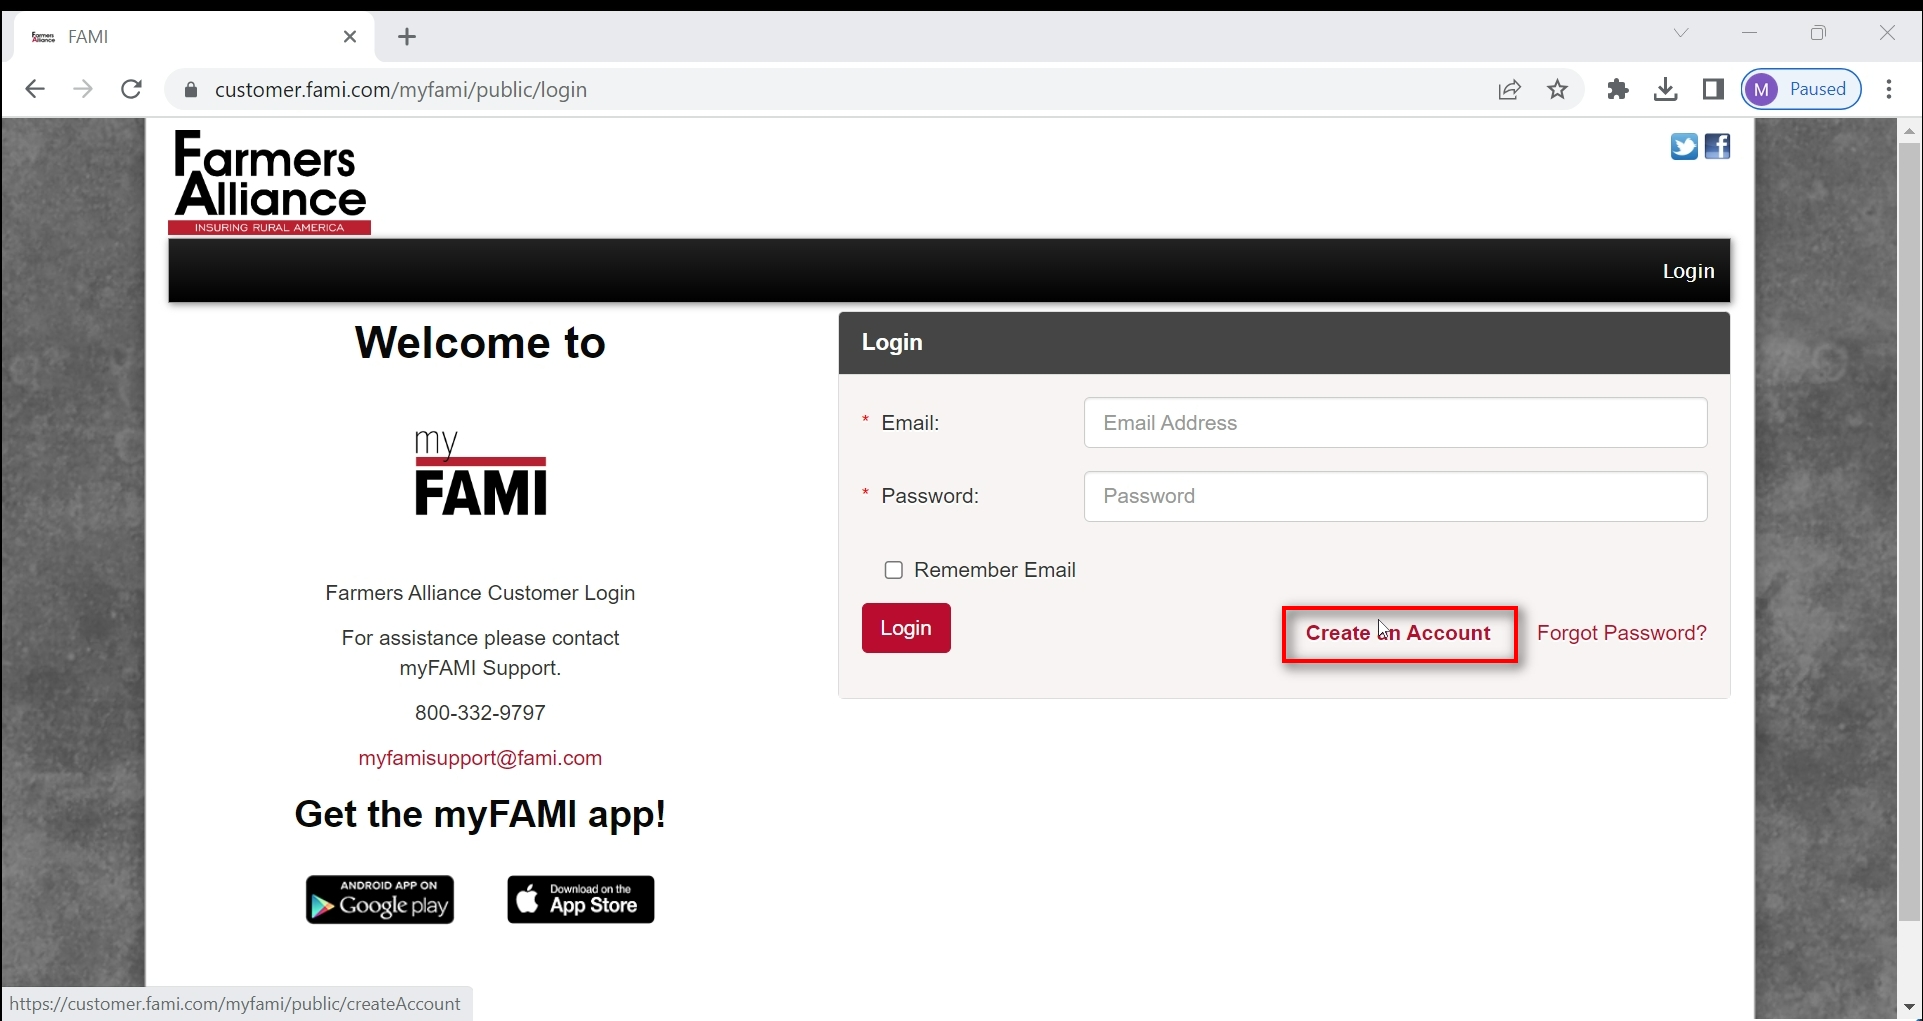 FAMI
customer.fami.com/myfami/public/login
M Paused
Farmers
Alliance
INSURING RURAL AMERICA
Login
Welcome to
my
FAMI
Farmers Alliance Customer Login
For assistance please contact
myFAMI Support.
800-332-9797
myfamisupport@fami.com
Get the myFAMI app!
ANDROID APP ON
Google play
Download on the
App Store
Login
* Email:
Email Address
* Password:
Password
Remember Email
Login
Create an Account
Forgot Password?
https://customer.fami.com/myfami/public/createAccount